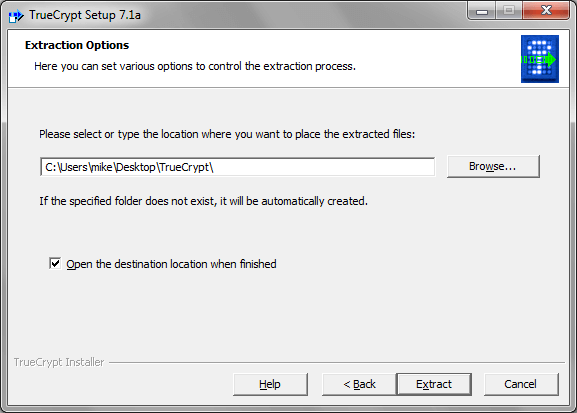 TrueCrypt Setup 7.1a
Extraction Options
Here you can set various options to control the extraction process.
Please select or type the location where you want to place the extracted files:
C:\Users\mike\Desktop\TrueCrypt\
Browse...
If the specified folder does not exist, it will be automatically created.
Open the destination location when finished
TrueCrypt Installer
Help
< Back
Extract
Cancel